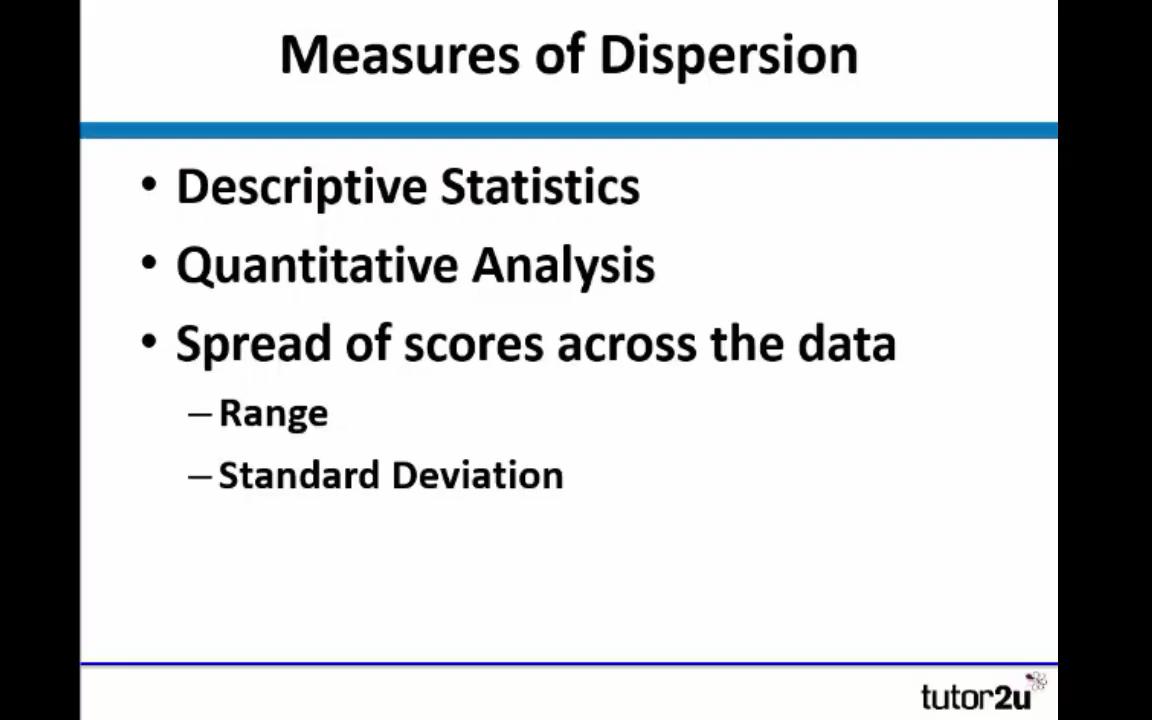 Measures of Dispersion
• Descriptive Statistics
• Quantitative Analysis
• Spread of scores across the data
– Range
– Standard Deviation
tutor2u